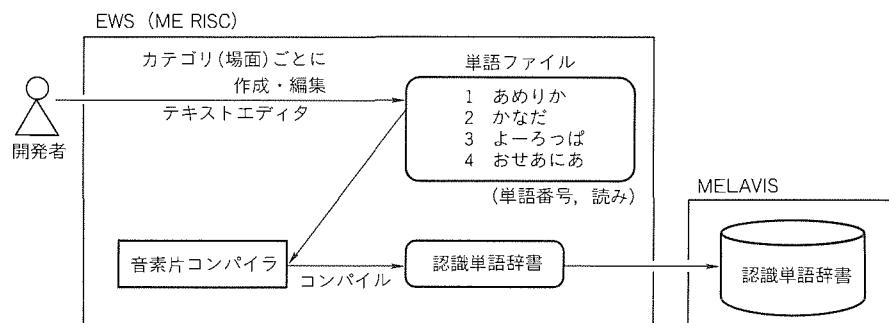 EWS (ME RISC)
カテゴリ(場面)ごとに
作成・編集
テキストエディタ
開発者
単語ファイル
1 あめりか
2 かなだ
3 よーろっぱ
4 おせあにあ
(単語番号, 読み)
MELAVIS
音素片コンパイラ
コンパイル
認識単語辞書
認識単語辞書